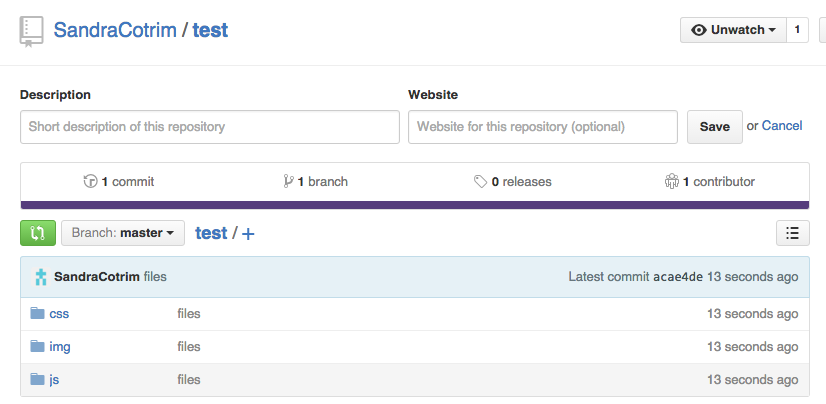 SandraCotrim / test
Unwatch 1
Description
Website
Short description of this repository
Website for this repository (optional)
Save or Cancel
1 commit
1 branch
0 releases
1 contributor
Branch: master
test / +
SandraCotrim files
Latest commit acae4de 13 seconds ago
css files 13 seconds ago
img files 13 seconds ago
js files 13 seconds ago